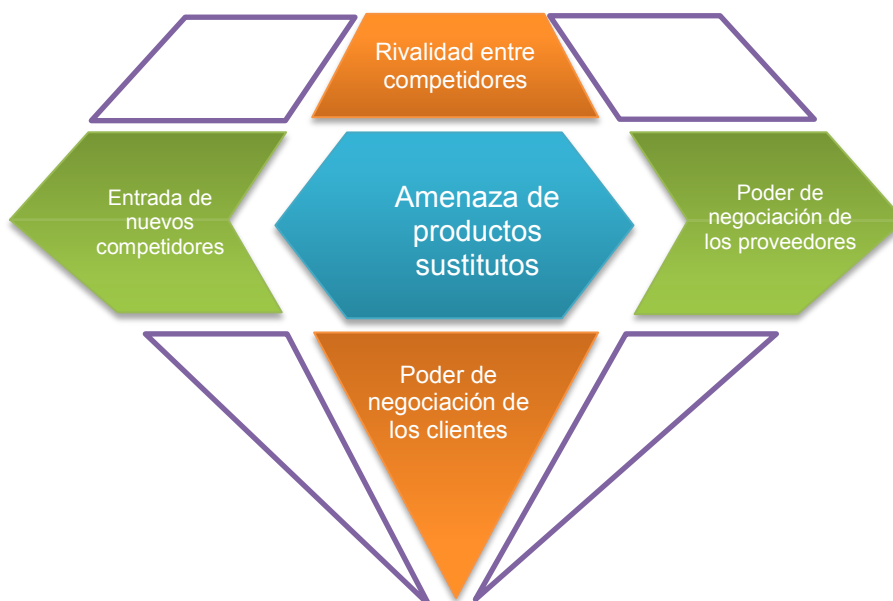 Rivalidad entre
competidores
Entrada de
nuevos
competidores
Amenaza de
productos
sustitutos
Poder de
negociación de
los proveedores
Poder de
negociación de
los clientes